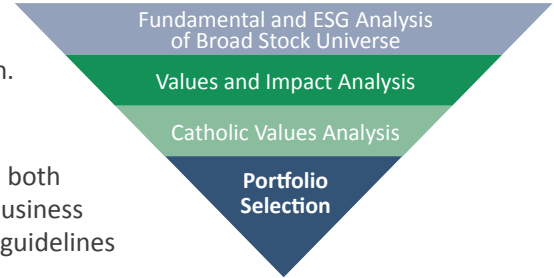 n.
both
usiness
guidelines
Fundamental and ESG Analysis
of Broad Stock Universe
Values and Impact Analysis
Catholic Values Analysis
Portfolio
Selection